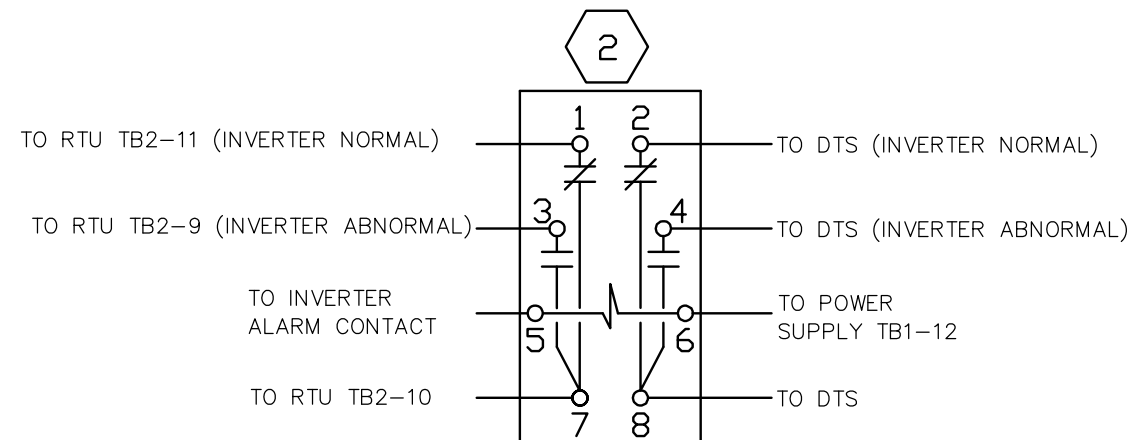 2
1 2
TO RTU TB2-11 (INVERTER NORMAL)
TO DTS (INVERTER NORMAL)
3 4
TO RTU TB2-9 (INVERTER ABNORMAL)
TO DTS (INVERTER ABNORMAL)
TO INVERTER
ALARM CONTACT
TO POWER
SUPPLY TB1-12
5 6
TO RTU TB2-10
TO DTS
7 8